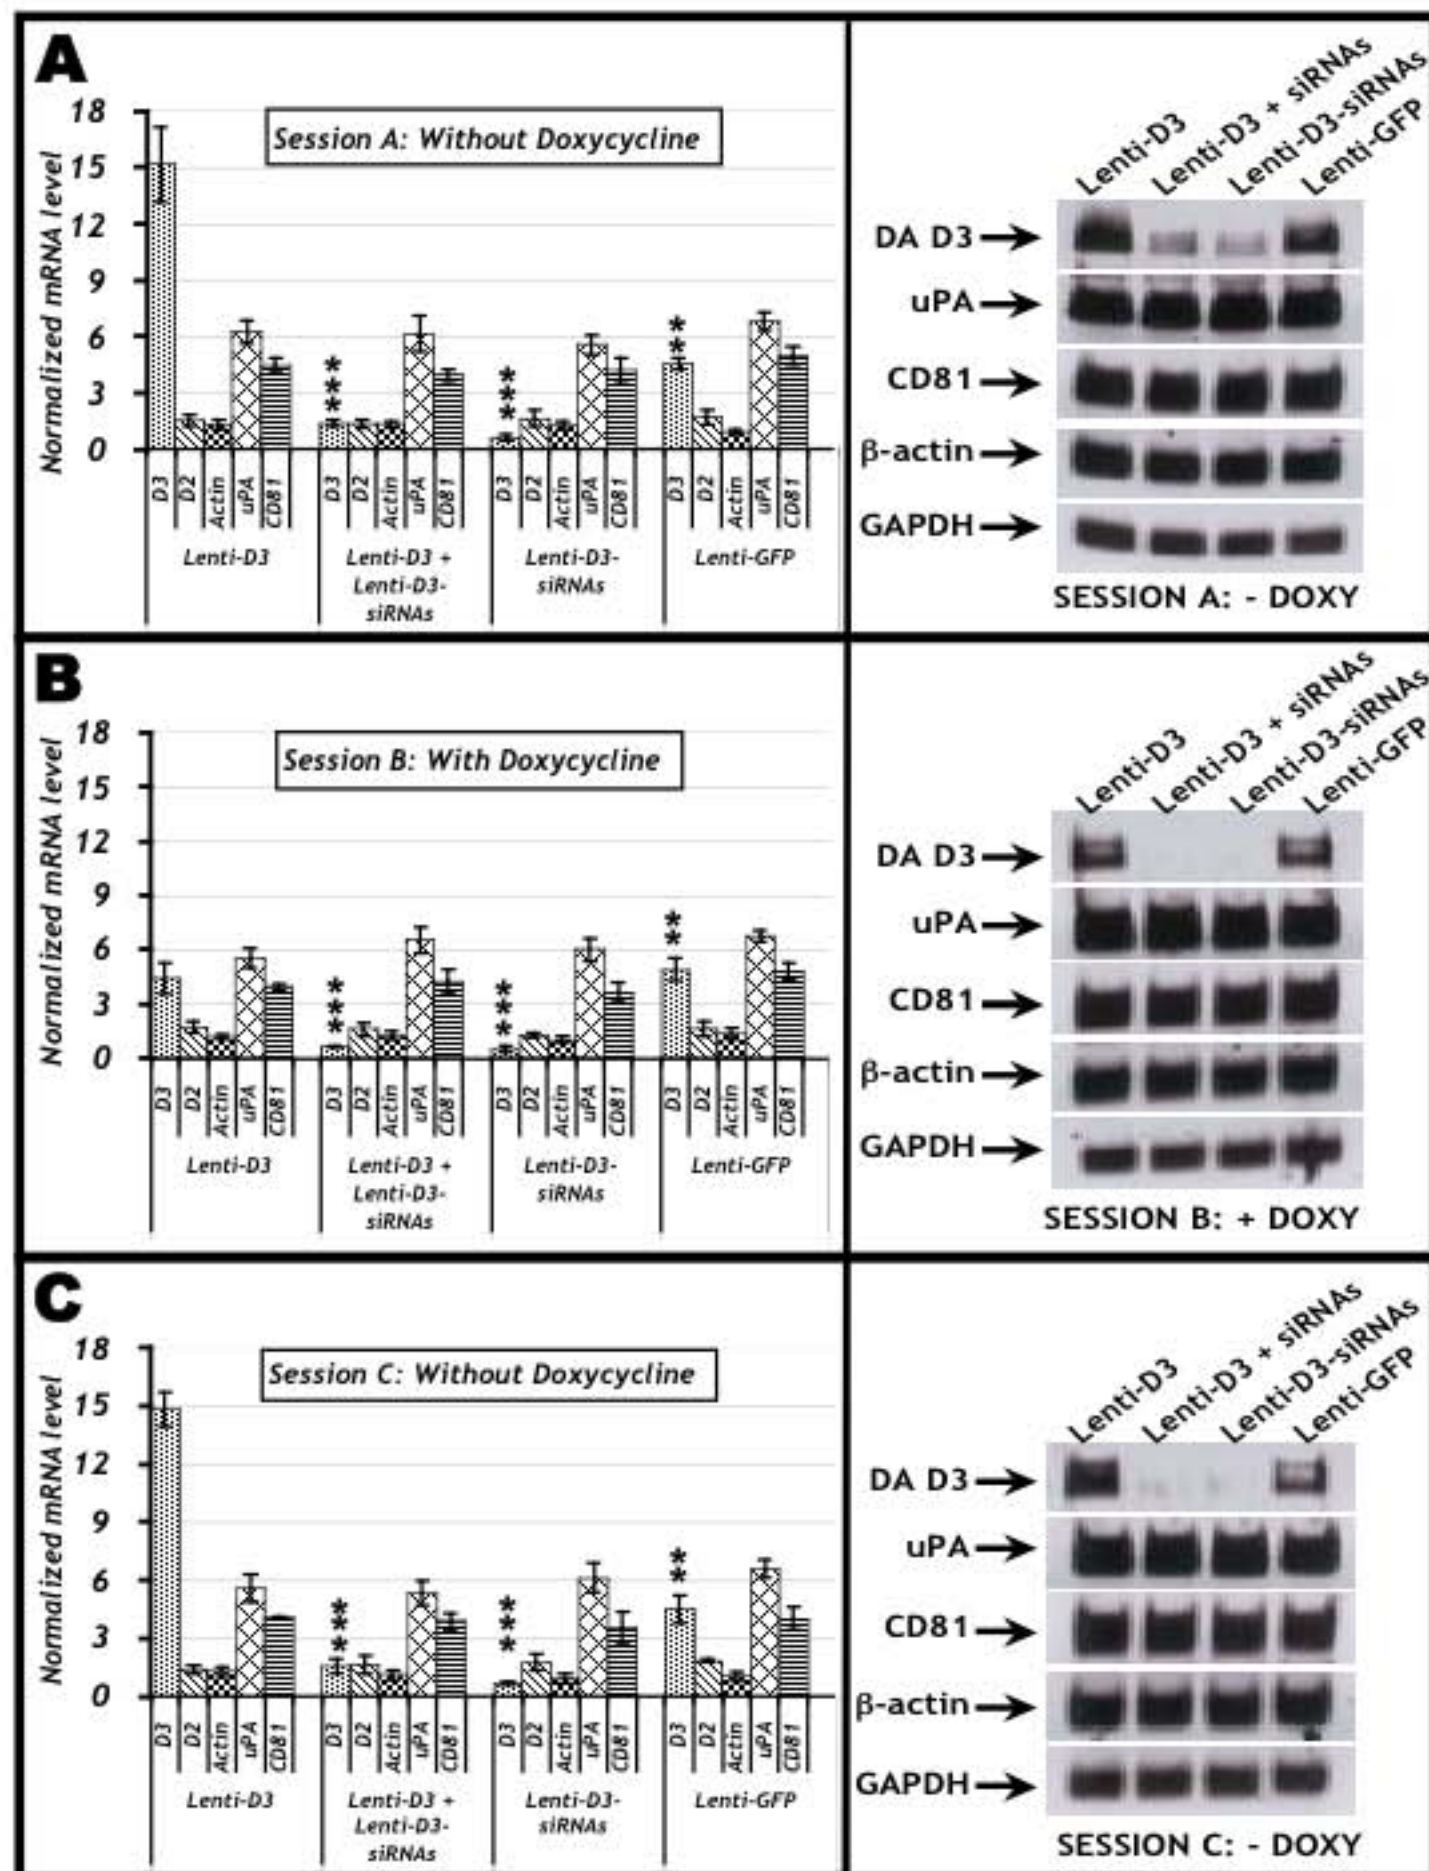 A
Session A: Without Doxycycline
Normalized mRNA level
18
15
12
9
6
3
0
*** *** **
D3 D2 Actin uPA CD81 D3 D2 Actin uPA CD81 D3 D2 Actin uPA CD81 D3 D2 Actin uPA CD81
Lenti-D3 Lenti-D3 + Lenti-D3- Lenti-GFP
Lenti-D3- siRNAs
siRNAs
Lenti-D3 Lenti-D3 + siRNAs Lenti-D3-siRNAs Lenti-GFP
DA D3
uPA
CD81
β-actin
GAPDH
SESSION A: - DOXY
B
Session B: With Doxycycline
Normalized mRNA level
18
15
12
9
6
3
0
*** *** **
D3 D2 Actin uPA CD81 D3 D2 Actin uPA CD81 D3 D2 Actin uPA CD81 D3 D2 Actin uPA CD81
Lenti-D3 Lenti-D3 + Lenti-D3- Lenti-GFP
Lenti-D3- siRNAs
siRNAs
Lenti-D3 Lenti-D3 + siRNAs Lenti-D3-siRNAs Lenti-GFP
DA D3
uPA
CD81
β-actin
GAPDH
SESSION B: + DOXY
C
Session C: Without Doxycycline
Normalized mRNA level
18
15
12
9
6
3
0
*** *** **
D3 D2 Actin uPA CD81 D3 D2 Actin uPA CD81 D3 D2 Actin uPA CD81 D3 D2 Actin uPA CD81
Lenti-D3 Lenti-D3 + Lenti-D3- Lenti-GFP
Lenti-D3- siRNAs
siRNAs
Lenti-D3 Lenti-D3 + siRNAs Lenti-D3-siRNAs Lenti-GFP
DA D3
uPA
CD81
β-actin
GAPDH
SESSION C: - DOXY